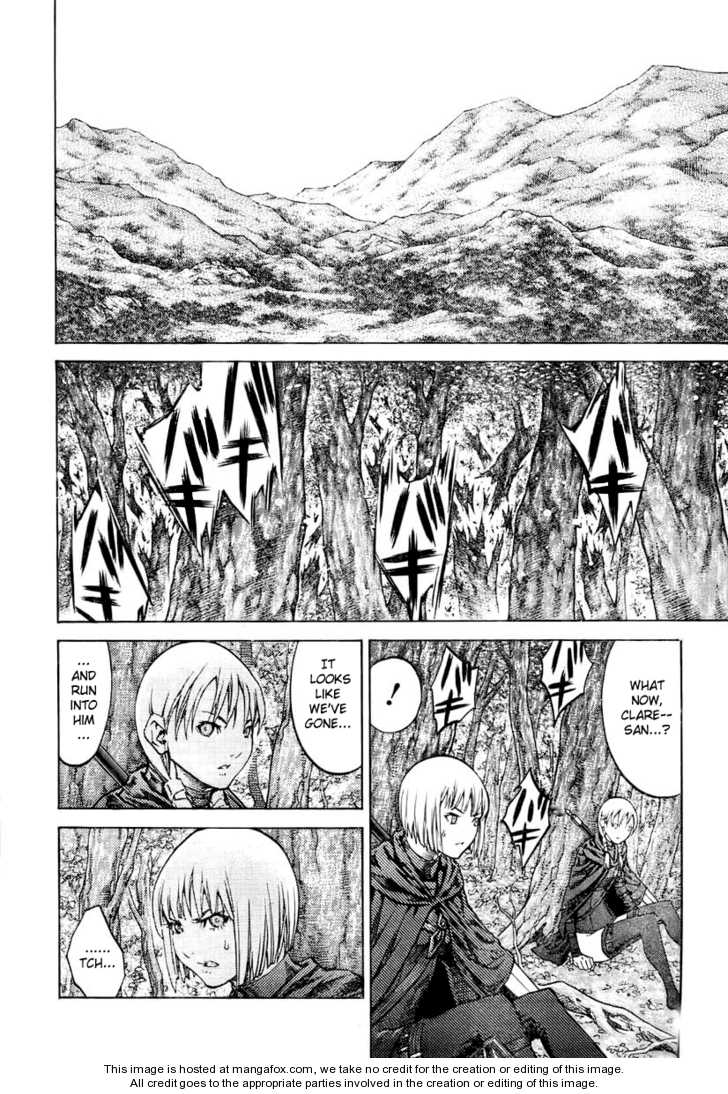 WHAT
NOW,
CLARE--
SAN...?
!
IT
LOOKS
LIKE
WE'VE
GONE...
...
AND
RUN
INTO
HIM
...
......
TCH...
This image is hosted at mangafox.com, we take no credit for the creation or editing of this image.
All credit goes to the appropriate parties involved in the creation or editing of this image.